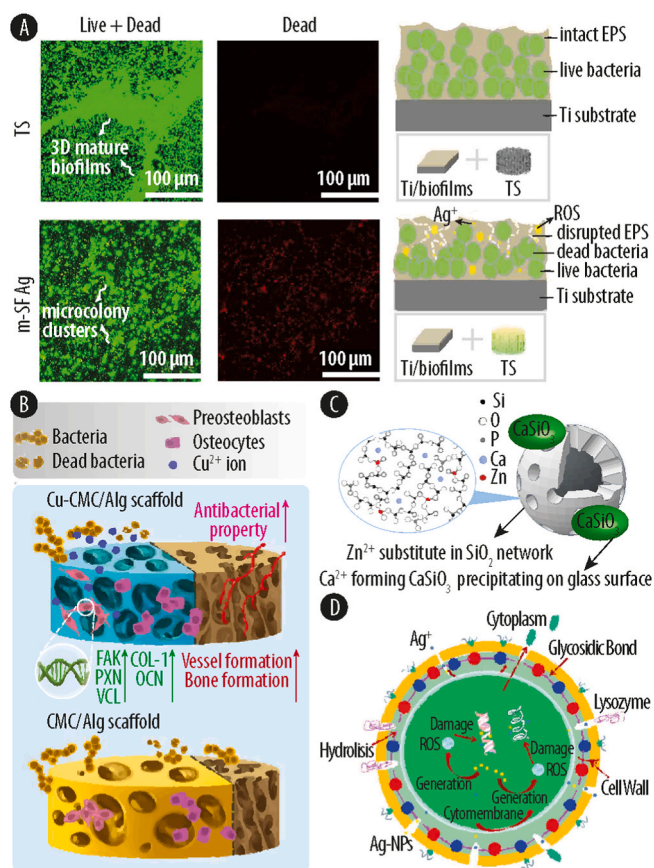 A
Live + Dead
Dead
TS
3D mature
biofilms
100 µm
100 µm
intact EPS
live bacteria
Ti substrate
Ti/biofilms
TS
m-SF Ag
microcolony
clusters
100 µm
100 µm
Ag+
ROS
disrupted EPS
dead bacteria
live bacteria
Ti substrate
Ti/biofilms
TS
B
Bacteria
Dead bacteria
Preosteoblasts
Osteocytes
Cu2+ ion
Cu-CMC/Alg scaffold
Antibacterial
property
FAK
PXN
VCL
COL-1
OCN
Vessel formation
Bone formation
CMC/Alg scaffold
C
Si
O
P
Ca
Zn
CaSiO3
CaSiO
Zn2+ substitute in SiO2 network
Ca2+ forming CaSiO3 precipitating on glass surface
D
Cytoplasm
Ag+
Glycosidic Bond
Lysozyme
Damage
ROS
Hydrolisis
Damage
ROS
Generation
Generation
Cytomembrane
Cell Wall
Ag-NPs